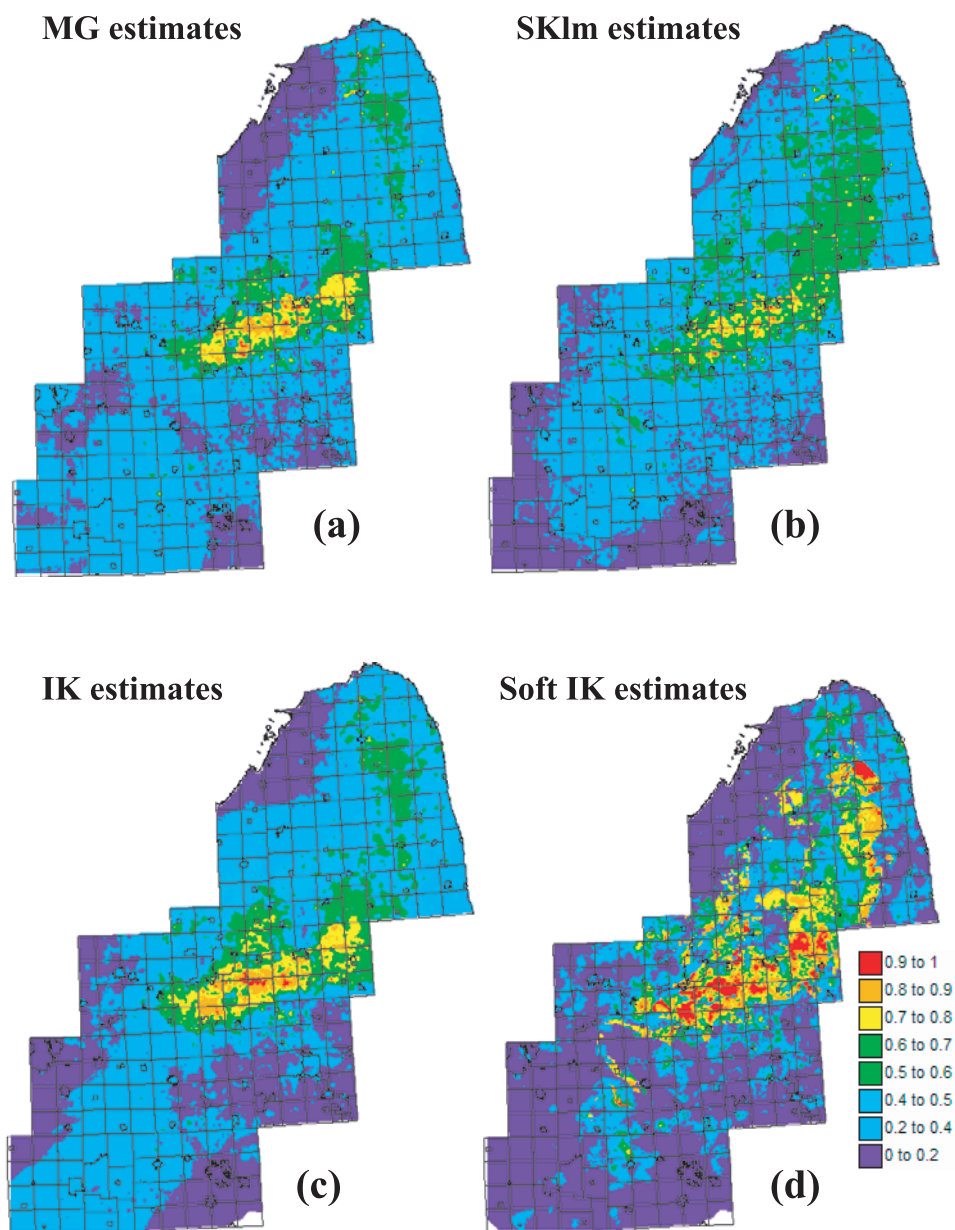 MG estimates
SKlm estimates
(a)
(b)
IK estimates
Soft IK estimates
0.9 to 1
0.8 to 0.9
0.7 to 0.8
0.6 to 0.7
0.5 to 0.6
0.4 to 0.5
0.2 to 0.4
0 to 0.2
(c)
(d)